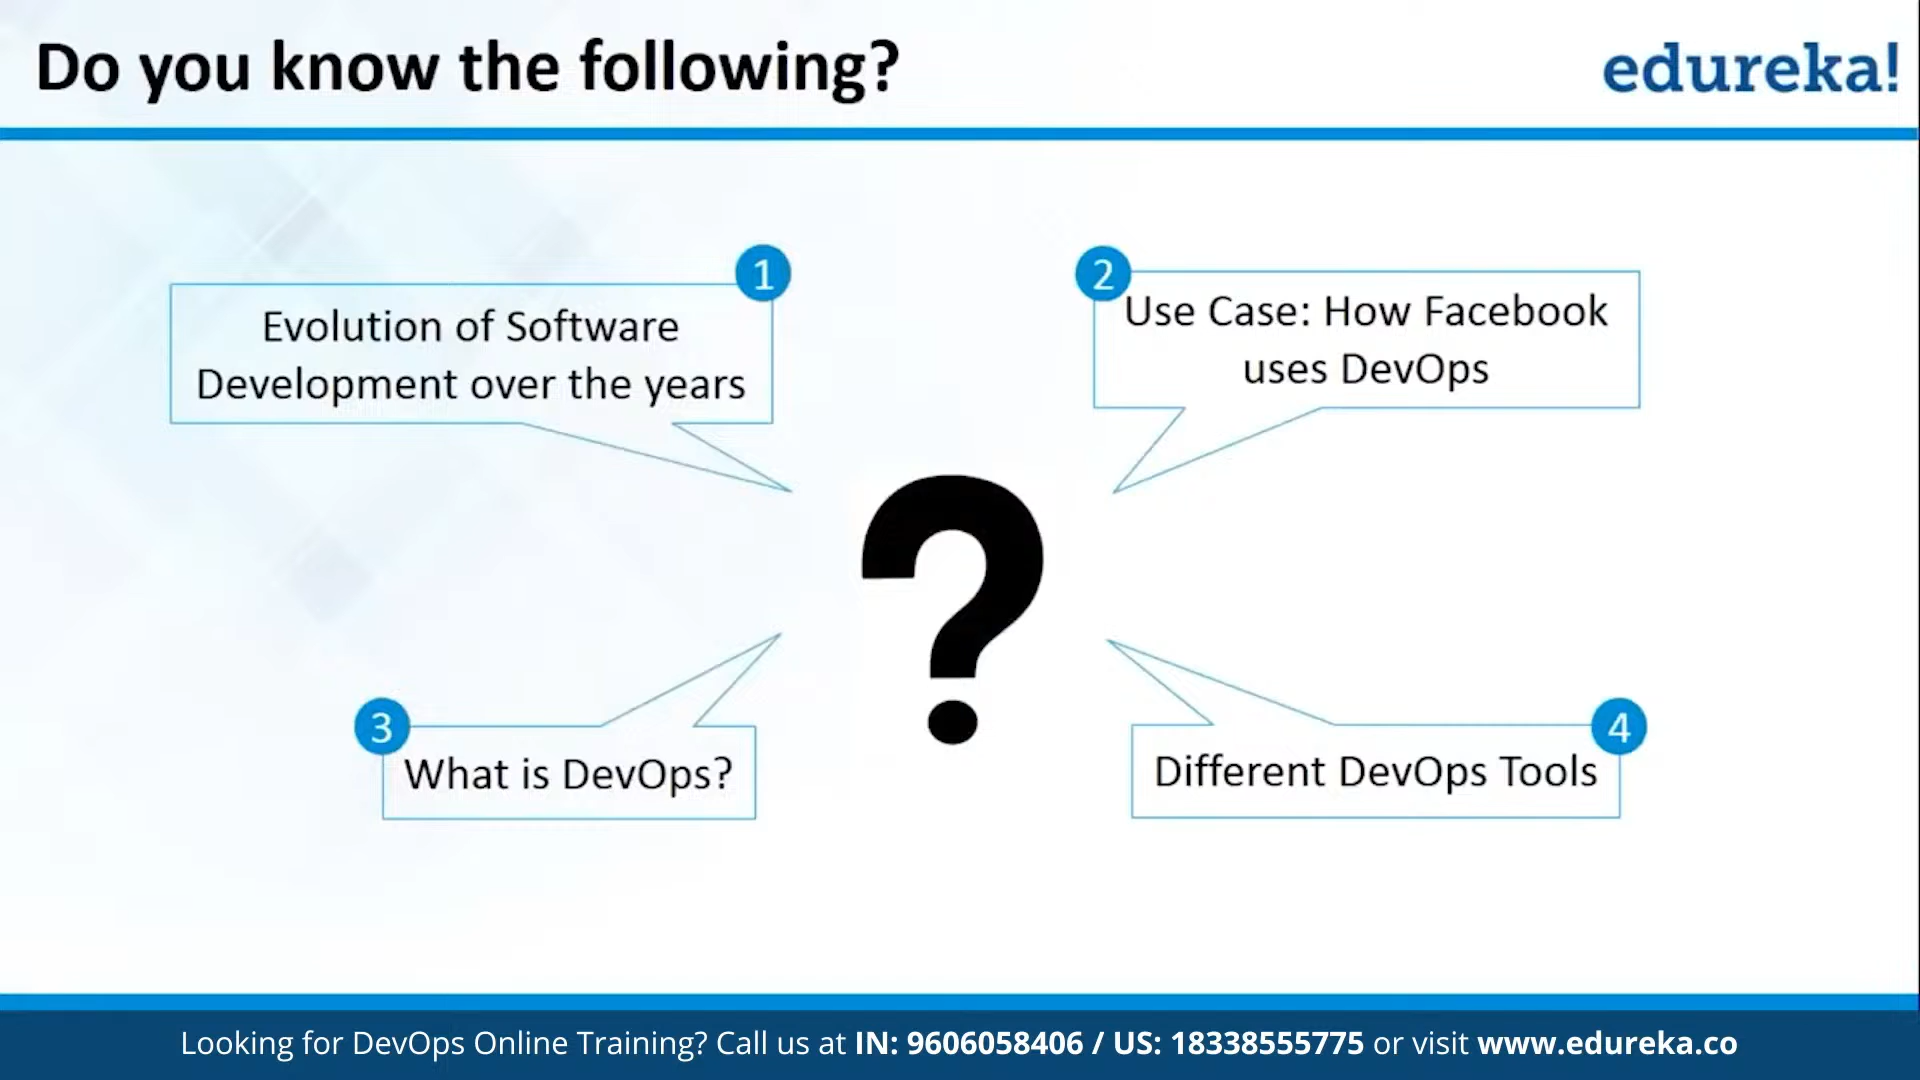 Do you know the following?
edureka!
1
Evolution of Software
Development over the years
2
Use Case: How Facebook
uses DevOps
?
3
What is DevOps?
4
Different DevOps Tools
Looking for DevOps Online Training? Call us at IN: 9606058406 / US: 18338555775 or visit www.edureka.co